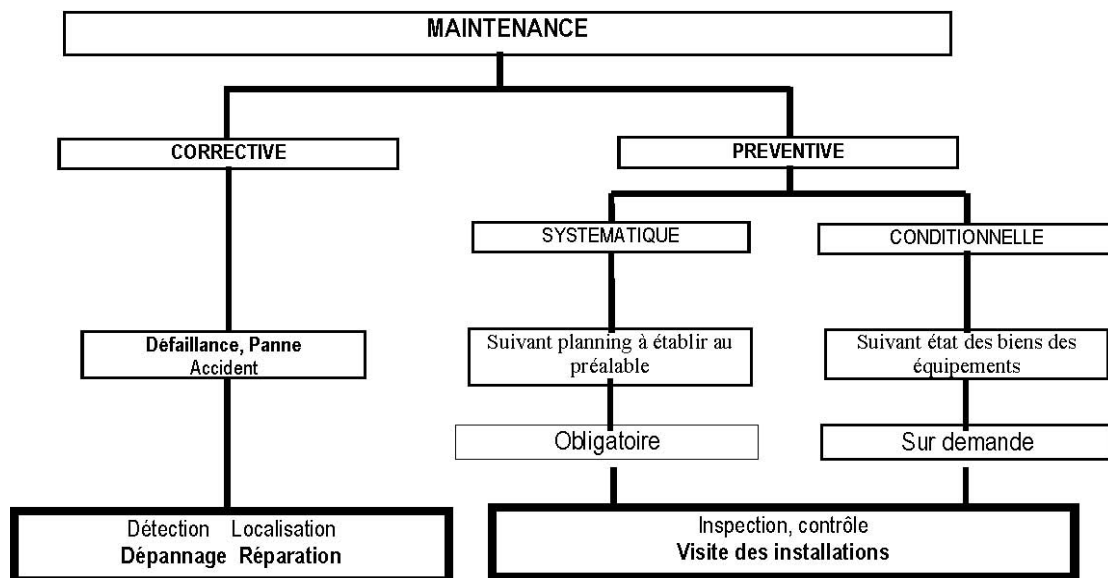 MAINTENANCE
CORRECTIVE
PREVENTIVE
SYSTEMATIQUE
CONDITIONNELLE
Défaillance, Panne
Accident
Suivant planning à établir au
préalable
Suivant état des biens des
équipements
Obligatoire
Sur demande
Détection Localisation
Dépannage Réparation
Inspection, contrôle
Visite des installations